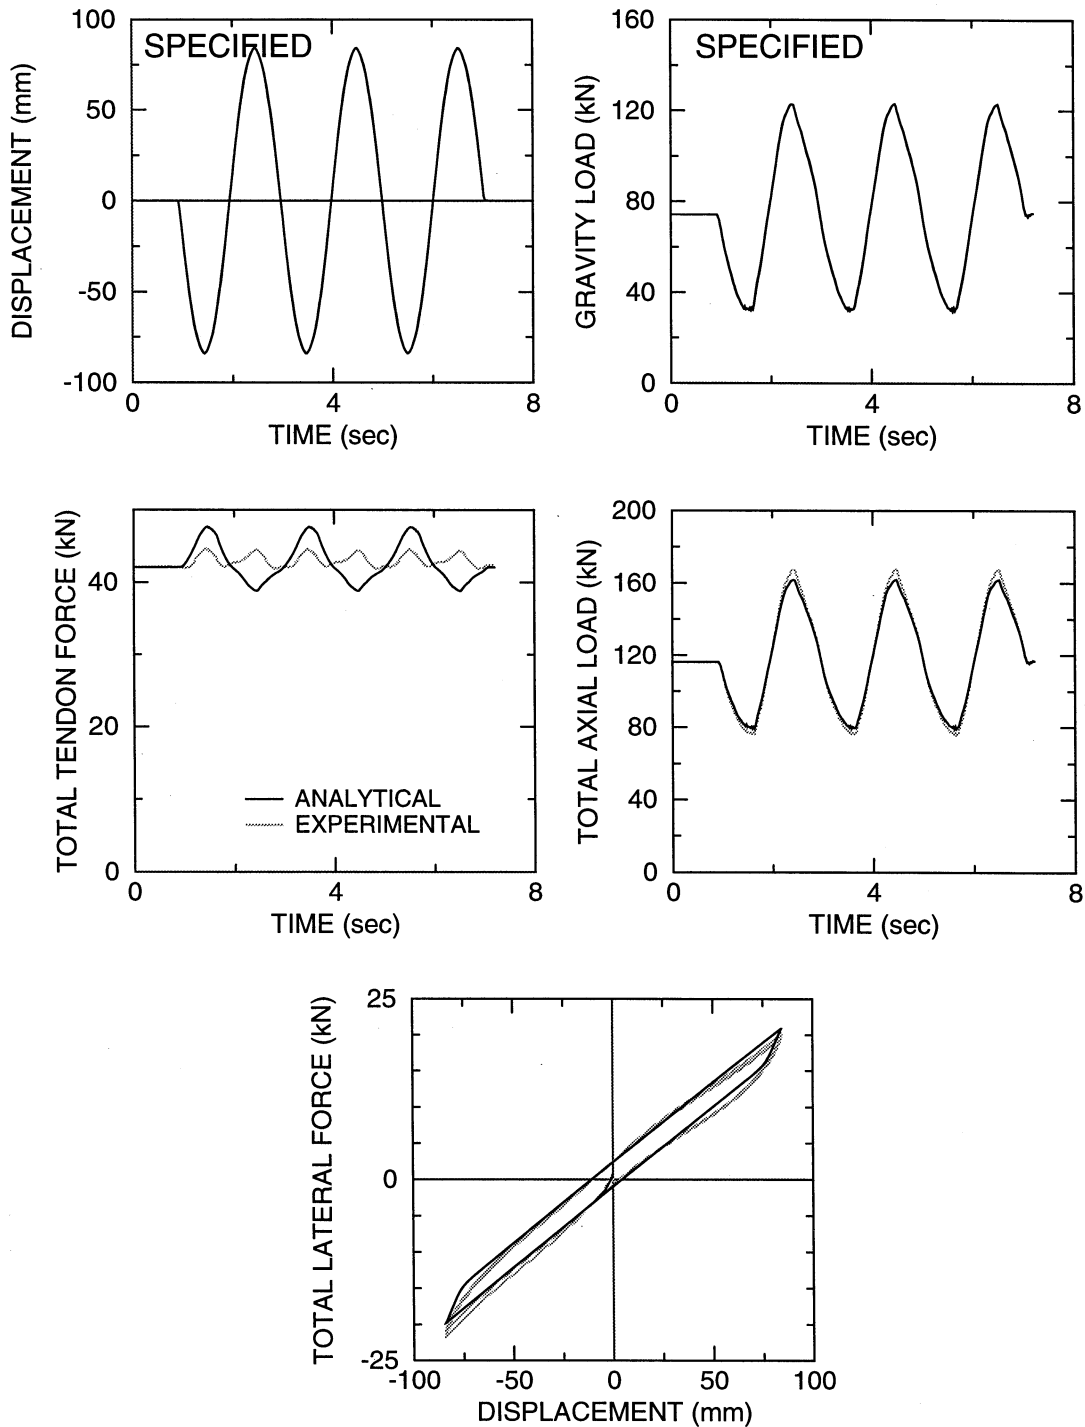 100
50
0
-50
-100
DISPLACEMENT (mm)
SPECIFIED
0 4 8
TIME (sec)
160
120
80
40
0
GRAVITY LOAD (kN)
SPECIFIED
0 4 8
TIME (sec)
40
20
0
TOTAL TENDON FORCE (kN)
ANALYTICAL
EXPERIMENTAL
0 4 8
TIME (sec)
200
160
120
80
40
0
TOTAL AXIAL LOAD (kN)
0 4 8
TIME (sec)
25
0
-25
TOTAL LATERAL FORCE (kN)
-100 -50 0 50 100
DISPLACEMENT (mm)